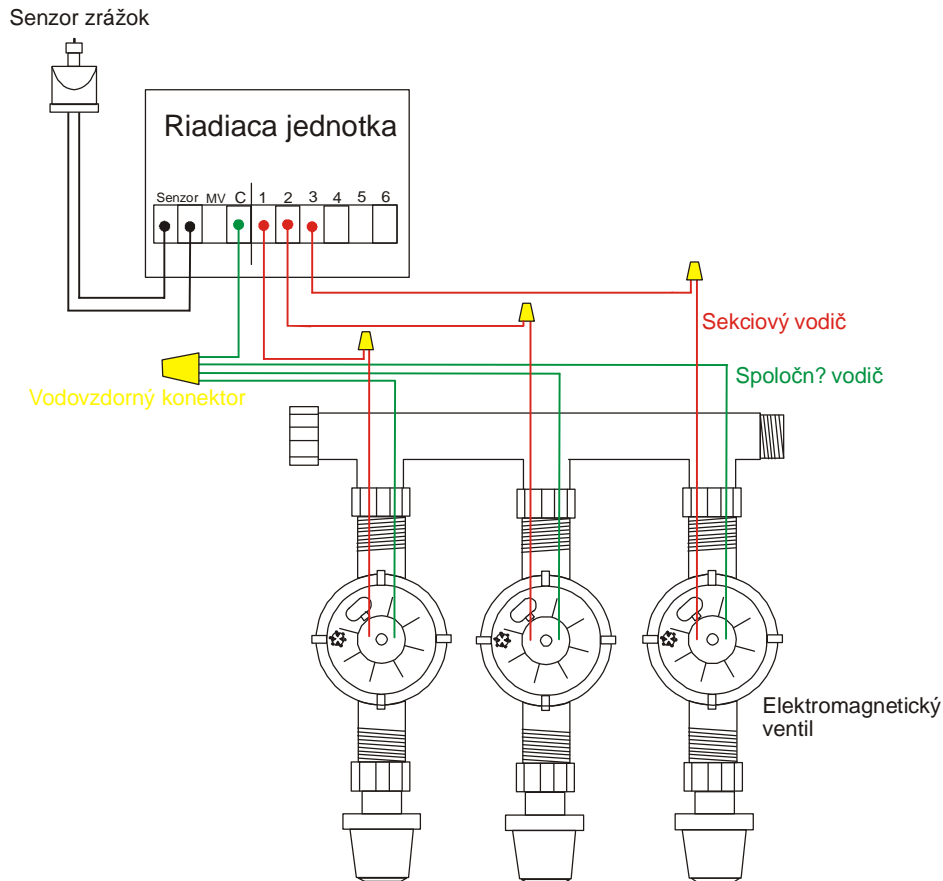 Senzor zrážok
Riadiaca jednotka
Senzor MV C 1 2 3 4 5 6
Sekciový vodič
Spoločn? vodič
Vodovzdorný konektor
Elektromagnetický
ventil